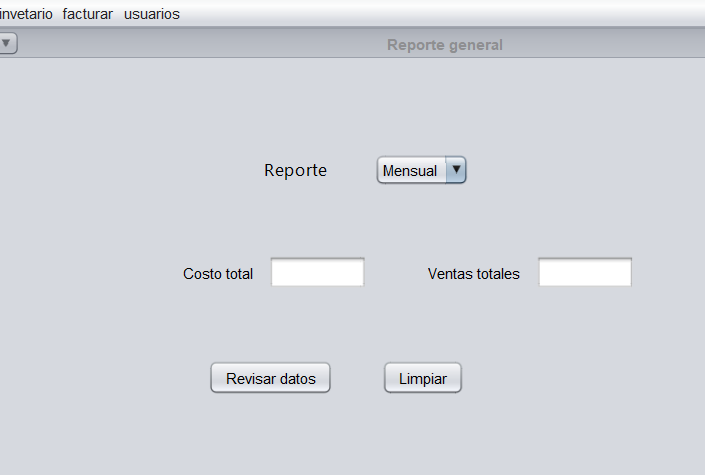 invetario facturar usuarios
Reporte general
Reporte Mensual
Costo total Ventas totales
Revisar datos Limpiar